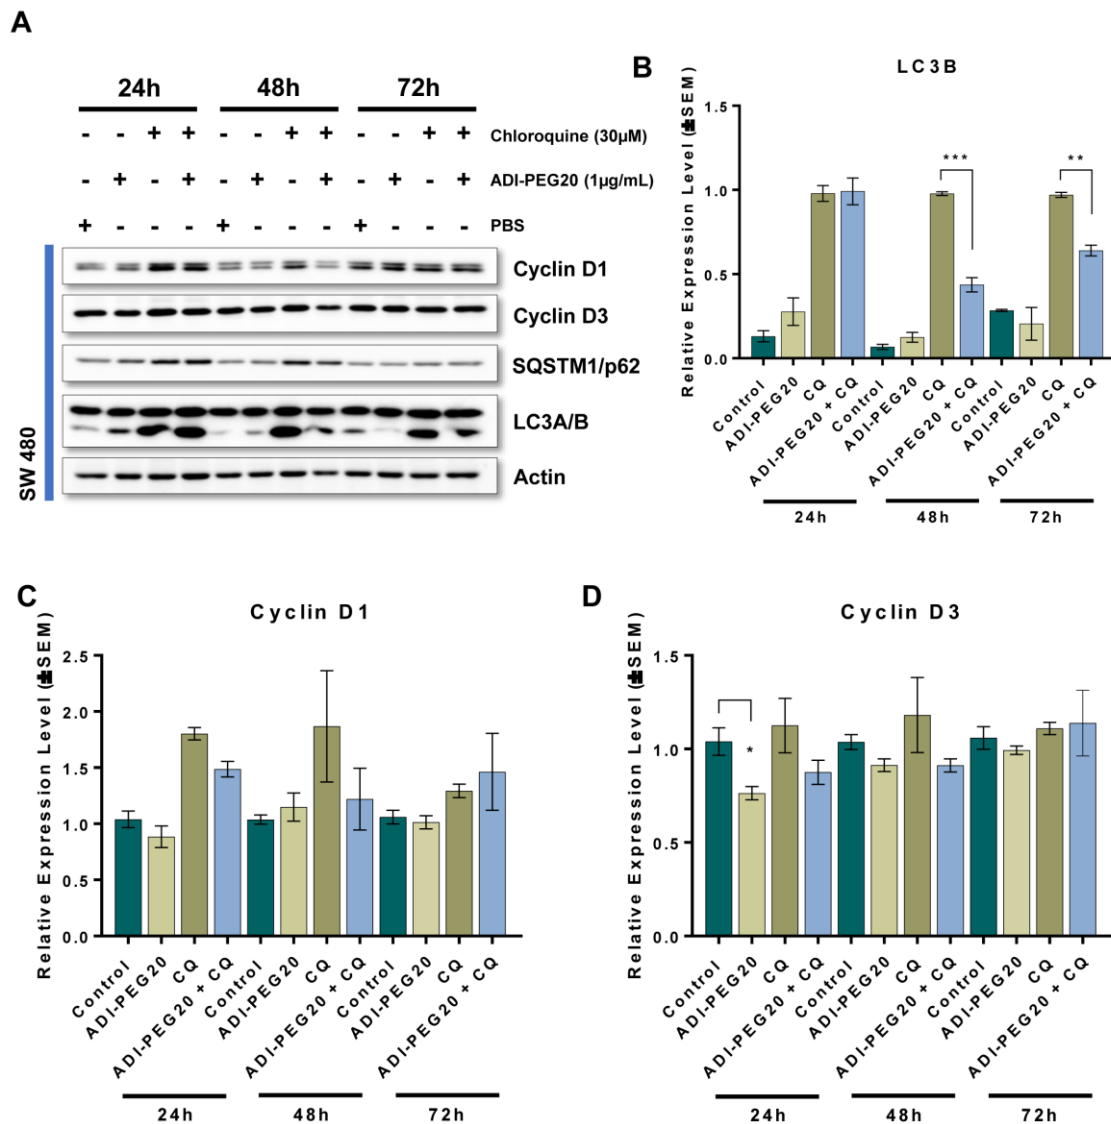 A
24h 48h 72h
- - + + - - + + - - + + Chloroquine (30µM)
- + - + - + - + - + - + ADI-PEG20 (1µg/mL)
+ - - - + - - - + - - - PBS
SW 480
Cyclin D1
Cyclin D3
SQSTM1/p62
LC3A/B
Actin
B
LC3B
Relative Expression Level (±SEM)
1.5
1.0
0.5
0.0
***
**
Control
ADI-PEG20
CQ
ADI-PEG20 + CQ
Control
ADI-PEG20
CQ
ADI-PEG20 + CQ
Control
ADI-PEG20
CQ
ADI-PEG20 + CQ
24h 48h 72h
C
Cyclin D1
Relative Expression Level (±SEM)
2.5
2.0
1.5
1.0
0.5
0.0
Control
ADI-PEG20
CQ
ADI-PEG20 + CQ
Control
ADI-PEG20
CQ
ADI-PEG20 + CQ
Control
ADI-PEG20
CQ
ADI-PEG20 + CQ
24h 48h 72h
D
Cyclin D3
Relative Expression Level (±SEM)
1.5
1.0
0.5
0.0
*
Control
ADI-PEG20
CQ
ADI-PEG20 + CQ
Control
ADI-PEG20
CQ
ADI-PEG20 + CQ
Control
ADI-PEG20
CQ
ADI-PEG20 + CQ
24h 48h 72h